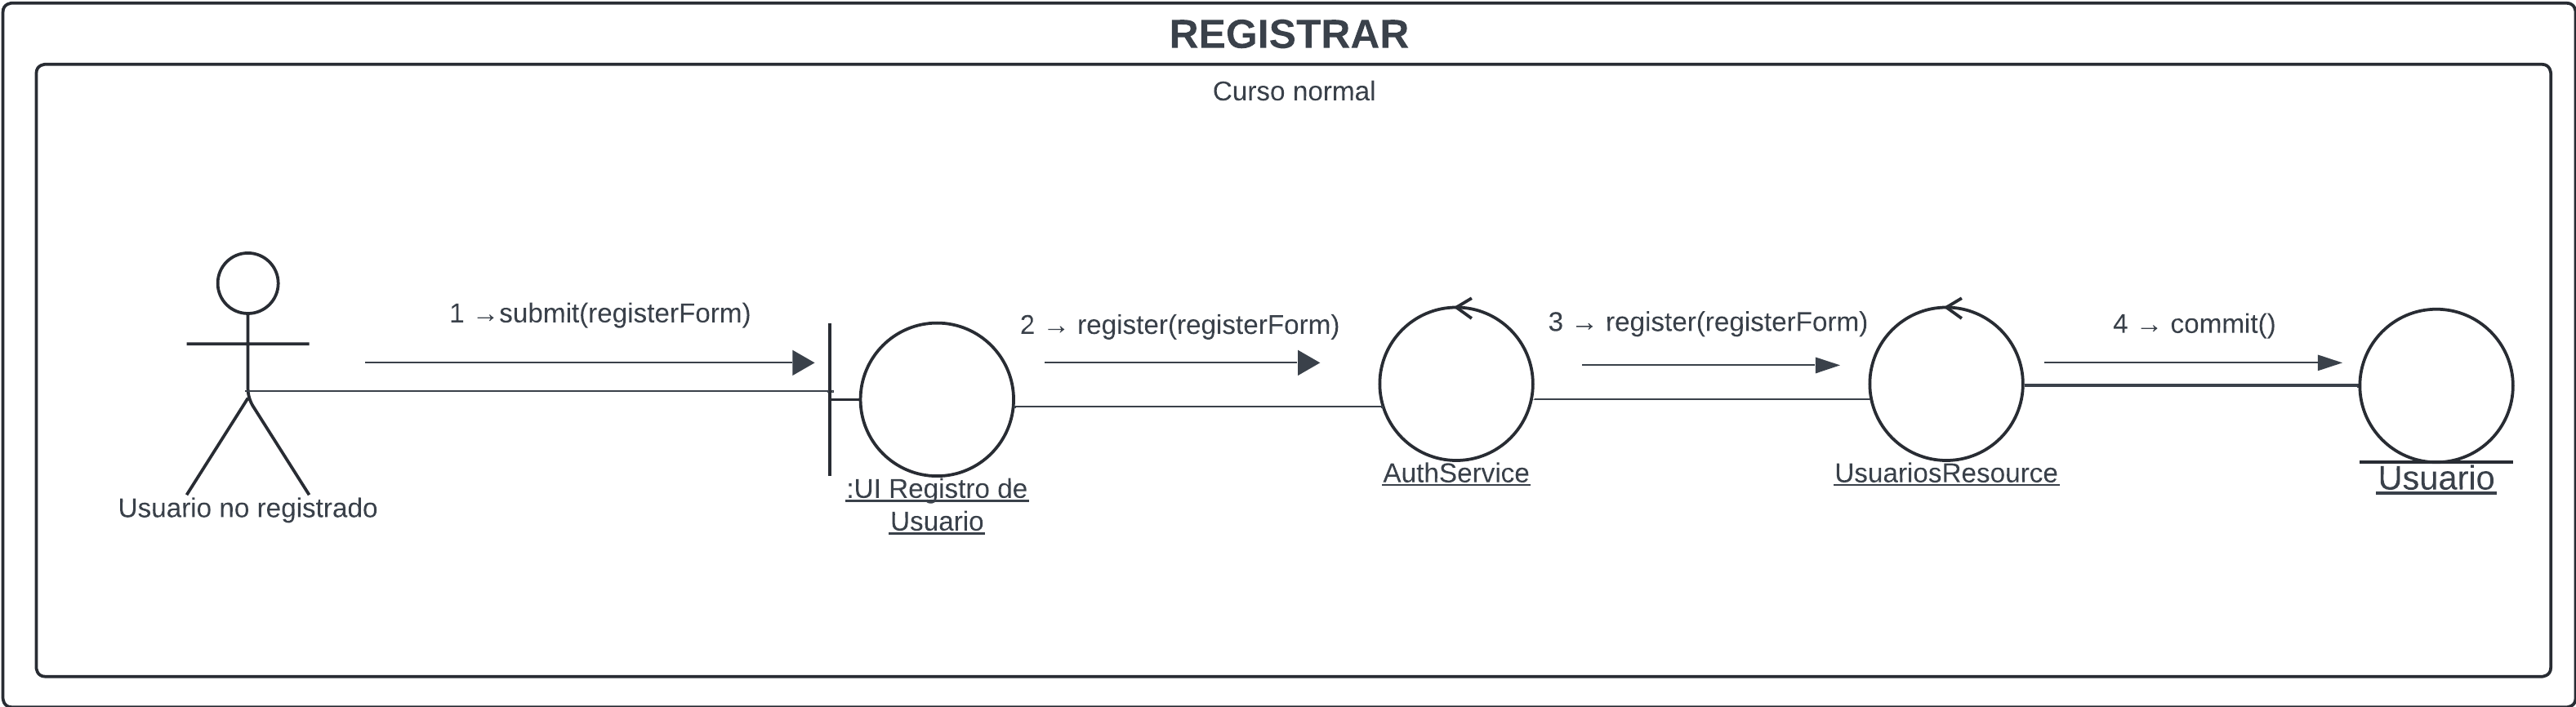 REGISTRAR
Curso normal
1 →submit(registerForm)
2 → register(registerForm)
3 → register(registerForm)
4 → commit()
Usuario no registrado
:UI Registro de
Usuario
AuthService
UsuariosResource
Usuario